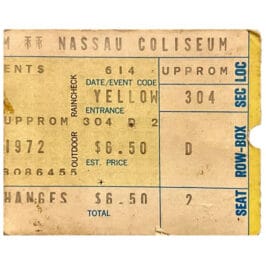 M NASSAU COLISEUM
ENTS 614 UPPROM
DATE/EVENT CODE
YELLOW 304
ENTRANCE
UPPROM 304 D 2
1972 $6.50 D
EST. PRICE
3086455
HANGES $6.50 2
TOTAL
OUTDOOR RAINCHECK
SEAT ROW-BOX SEC LOC